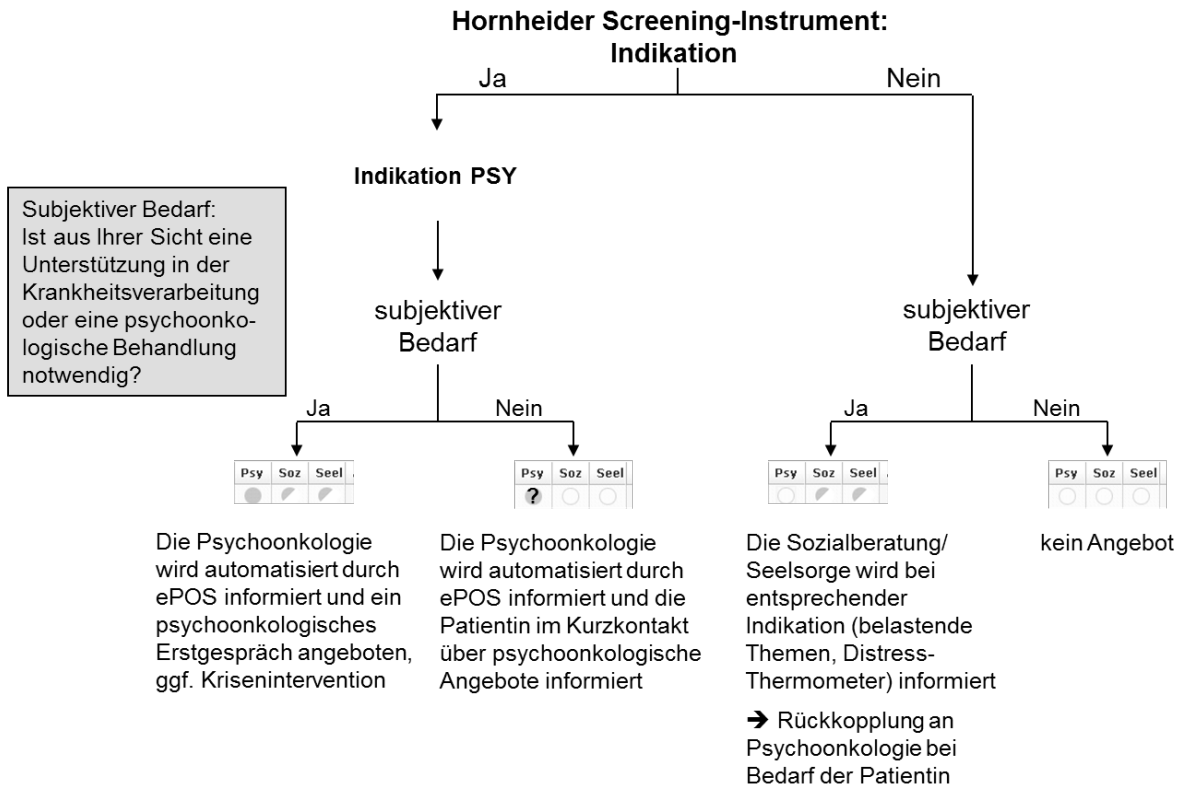 Hornheider Screening-Instrument:
Indikation
Ja
Nein
Indikation PSY
Subjektiver Bedarf:
Ist aus Ihrer Sicht eine
Unterstützung in der
Krankheitsverarbeitung
oder eine psychoonko-
logische Behandlung
notwendig?
subjektiver
Bedarf
subjektiver
Bedarf
Ja
Nein
Ja
Nein
Psy Soz Seel
Psy Soz Seel
?
Psy Soz Seel
Psy Soz Seel
Die Psychoonkologie
wird automatisiert durch
ePOS informiert und ein
psychoonkologisches
Erstgespräch angeboten,
ggf. Krisenintervention
Die Psychoonkologie
wird automatisiert durch
ePOS informiert und die
Patientin im Kurzkontakt
über psychoonkologische
Angebote informiert
Die Sozialberatung/
Seelsorge wird bei
entsprechender
Indikation (belastende
Themen, Distress-
Thermometer) informiert
➔ Rückkopplung an
Psychoonkologie bei
Bedarf der Patientin
kein Angebot